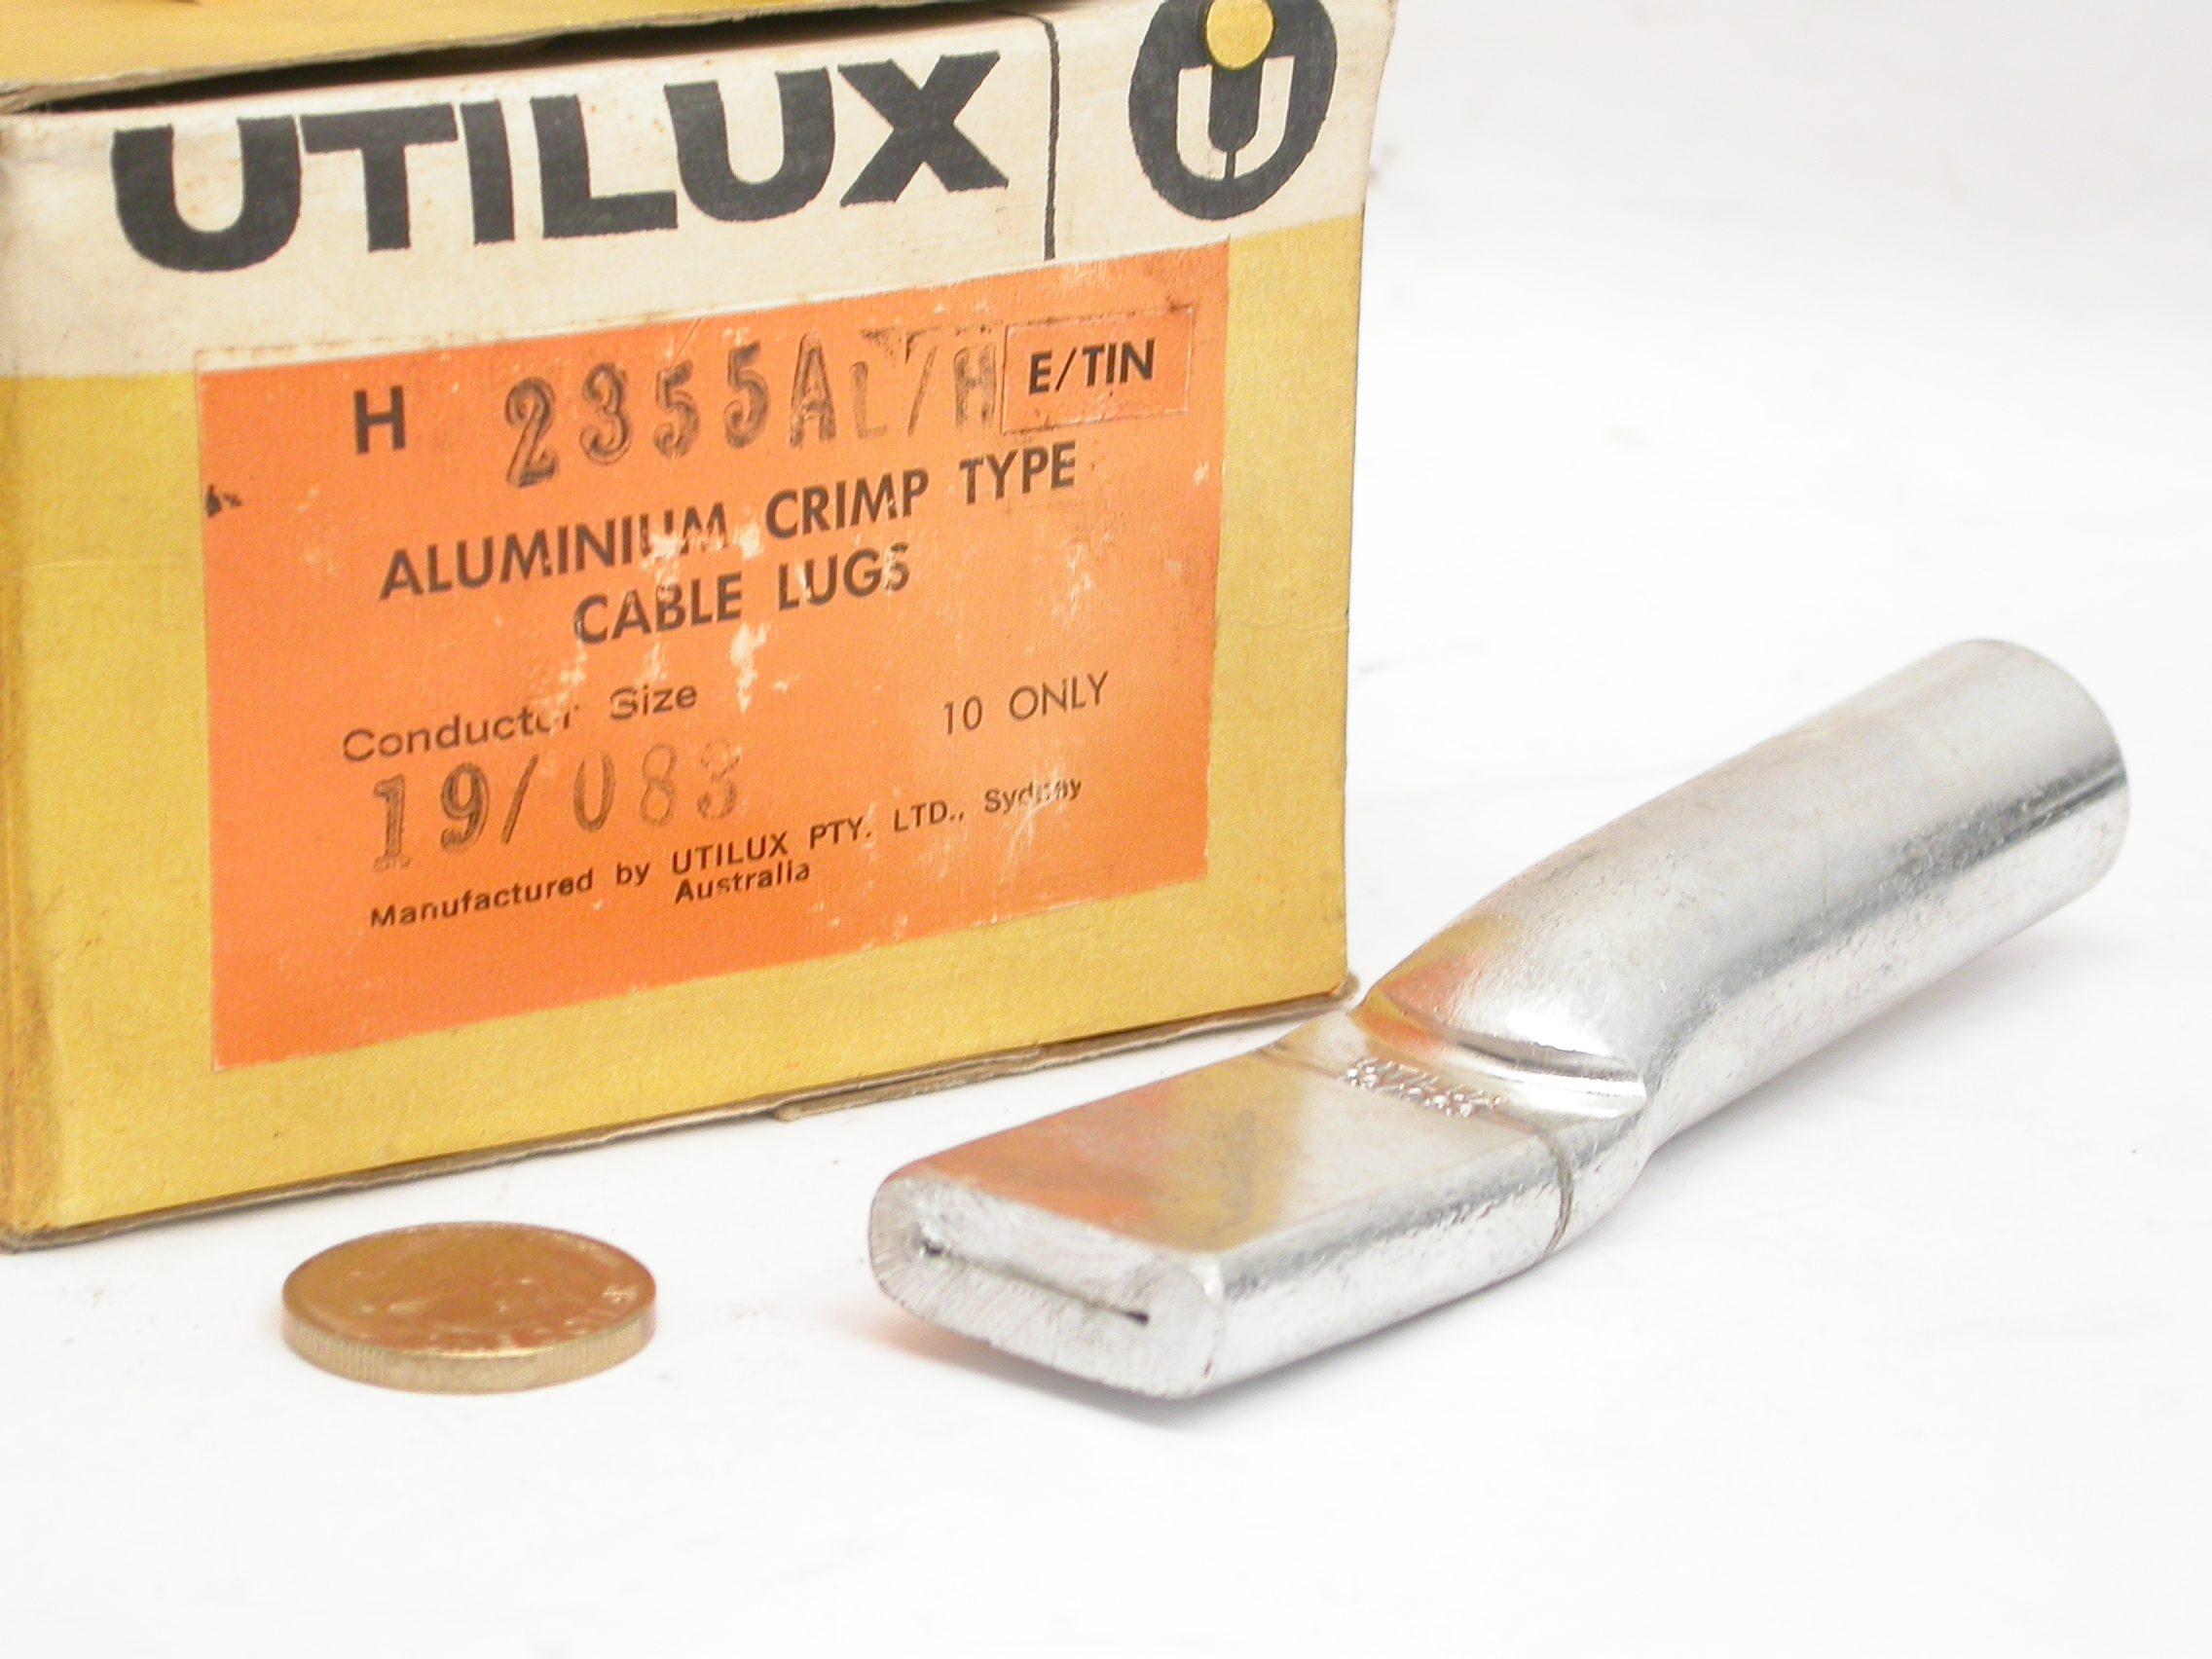 UTILUX
H 2355AL/H E/TIN
ALUMINIUM CRIMP TYPE
CABLE LUGS
Conductor Size 10 ONLY
19/083
Manufactured by UTILUX PTY. LTD., Sydney
Australia